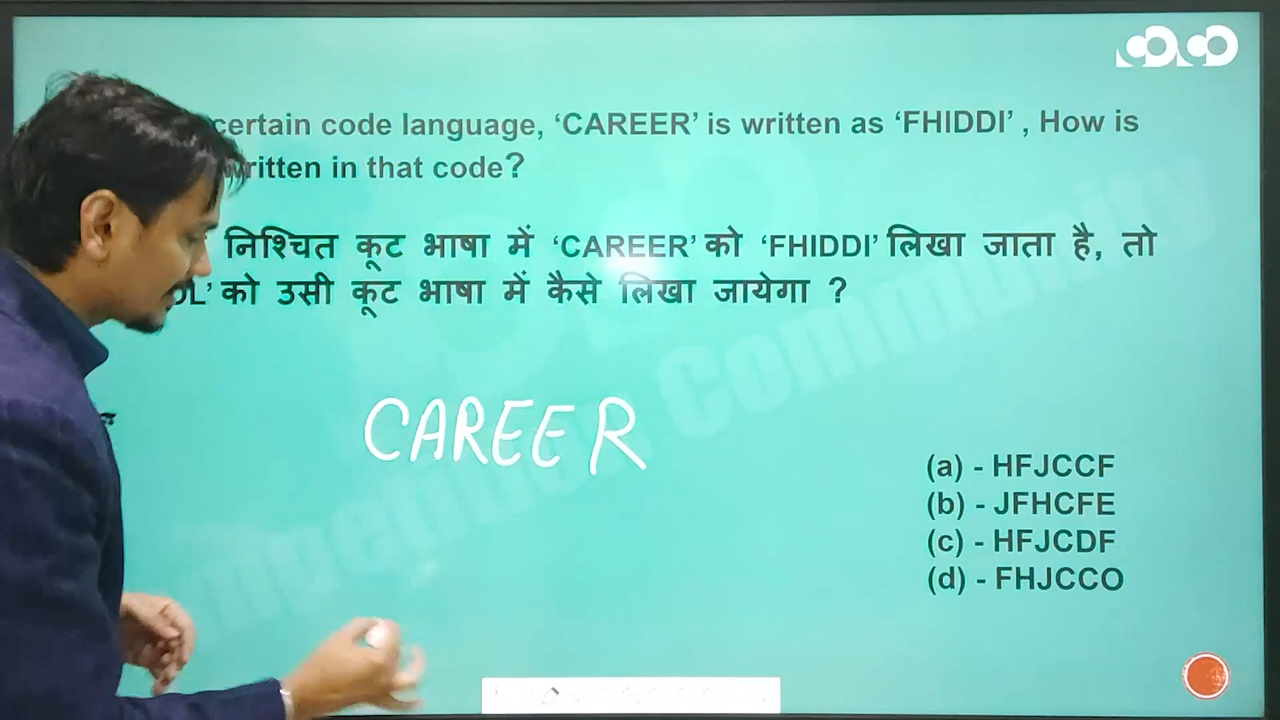 certain code language, ‘CAREER’ is written as ‘FHIDDI’ , How is
written in that code?
निश्चित कूट भाषा में ‘CAREER’ को ‘FHIDDI’ लिखा जाता है, तो
को उसी कूट भाषा में कैसे लिखा जायेगा ?
CAREER
(a) - HFJCCF
(b) - JFHCFE
(c) - HFJCDF
(d) - FHJCCO
Community